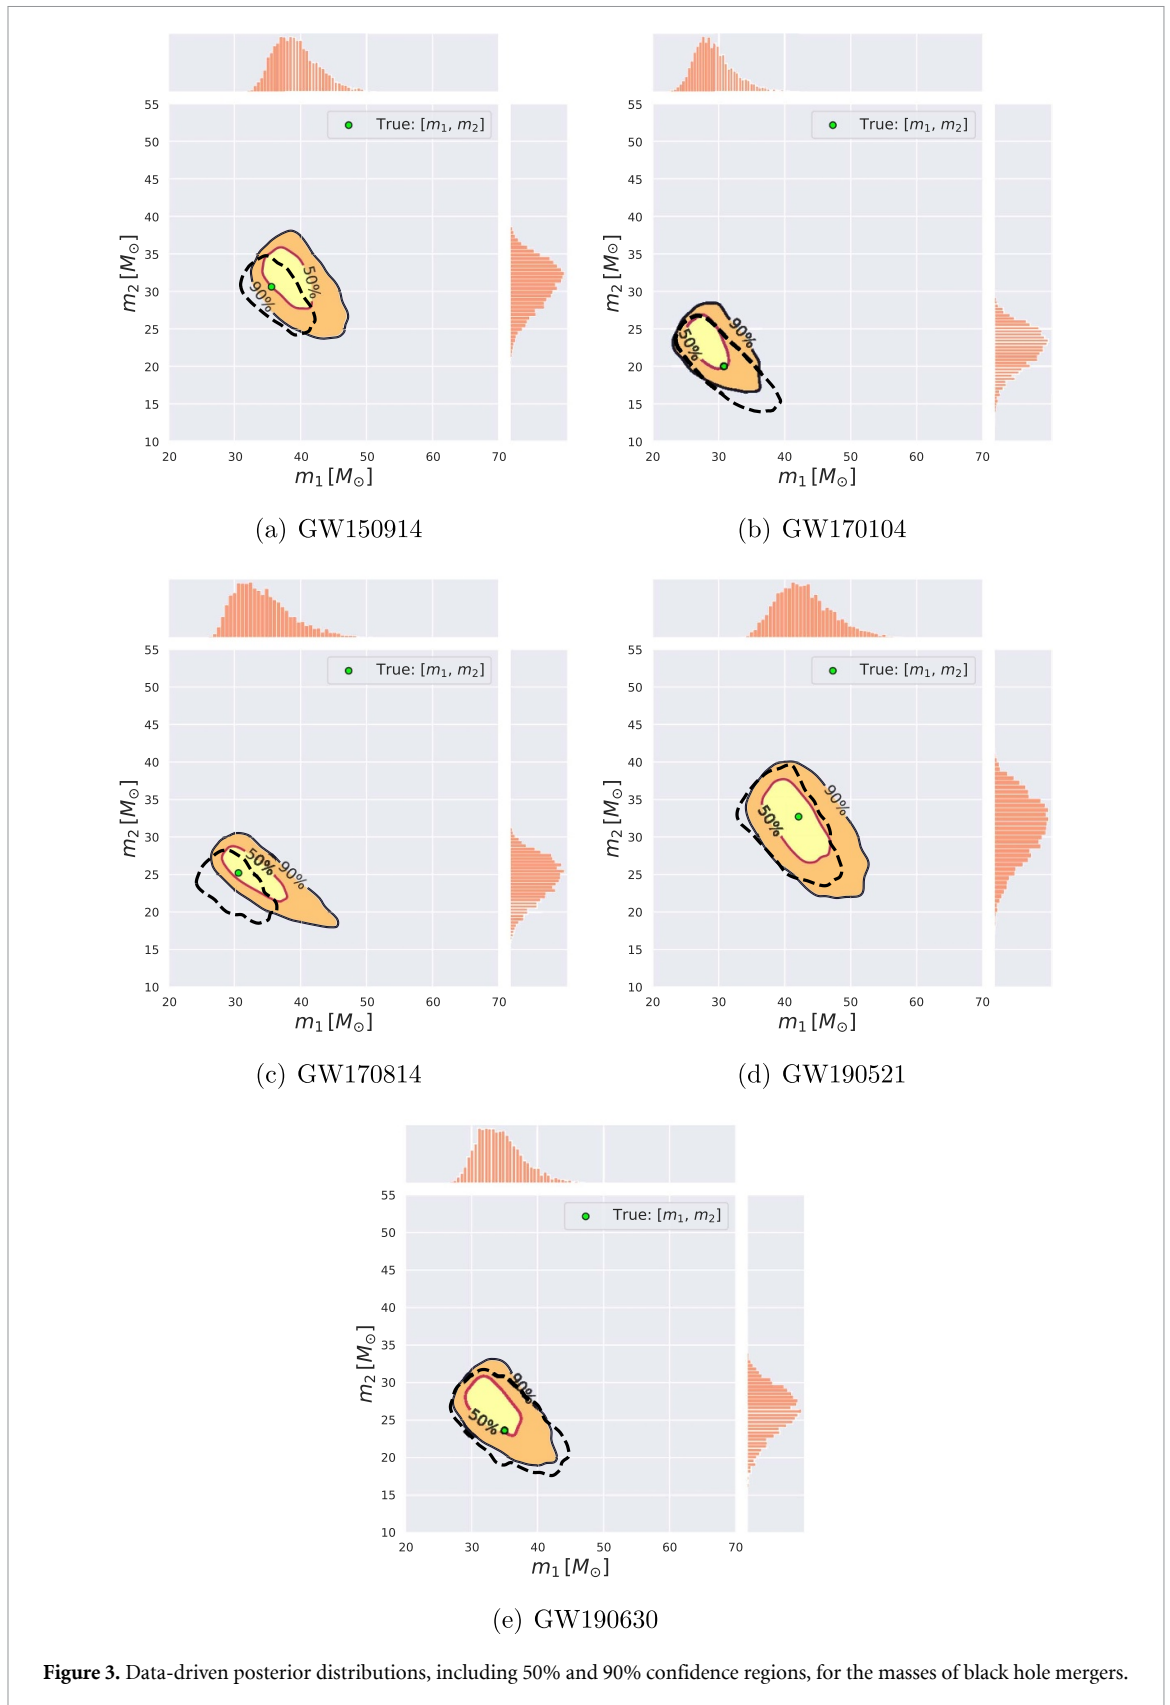 55
50
45
40
35
30
25
20
15
10
20 30 40 50 60 70
m₂ [M⊙]
m₁ [M⊙]
True: [m₁, m₂]
50%
90%
(a) GW150914
55
50
45
40
35
30
25
20
15
10
20 30 40 50 60 70
m₂ [M⊙]
m₁ [M⊙]
True: [m₁, m₂]
90%
50%
(b) GW170104
55
50
45
40
35
30
25
20
15
10
20 30 40 50 60 70
m₂ [M⊙]
m₁ [M⊙]
True: [m₁, m₂]
50%
90%
(c) GW170814
55
50
45
40
35
30
25
20
15
10
20 30 40 50 60 70
m₂ [M⊙]
m₁ [M⊙]
True: [m₁, m₂]
90%
50%
(d) GW190521
55
50
45
40
35
30
25
20
15
10
20 30 40 50 60 70
m₂ [M⊙]
m₁ [M⊙]
True: [m₁, m₂]
90%
50%
(e) GW190630
Figure 3. Data-driven posterior distributions, including 50% and 90% confidence regions, for the masses of black hole mergers.